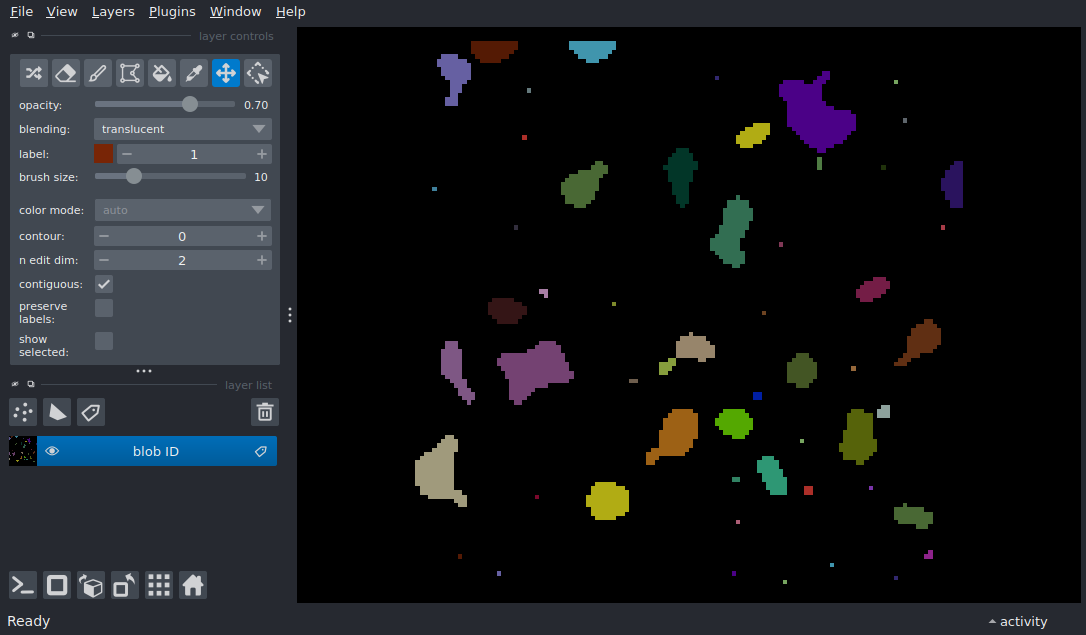 File View Layers Plugins Window Help
layer controls
opacity: 0.70
blending: translucent
label: 1
brush size: 10
color mode: auto
contour: 0
n edit dim: 2
contiguous:
preserve
labels:
show
selected:
layer list
blob ID
Ready
activity